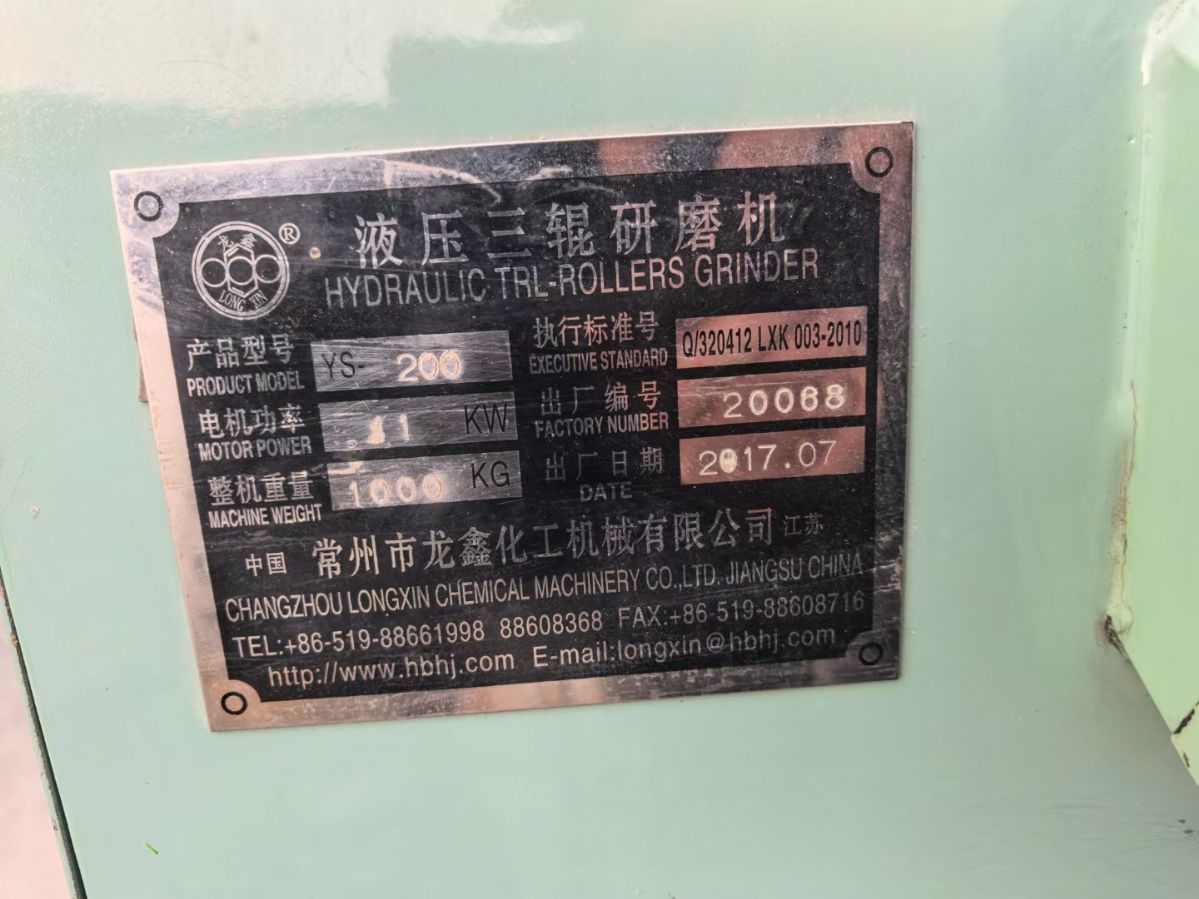 龙鑫
LONG XIN
®
液压三辊研磨机
HYDRAULIC TRL-ROLLERS GRINDER
产品型号 YS- 200
PRODUCT MODEL
执行标准号 Q/320412 LXK 003-2010
EXECUTIVE STANDARD
电机功率 11 KW
MOTOR POWER
出厂编号 20068
FACTORY NUMBER
整机重量 1000 KG
MACHINE WEIGHT
出厂日期 2017.07
DATE
中国 常州市龙鑫化工机械有限公司 江苏
CHANGZHOU LONGXIN CHEMICAL MACHINERY CO.,LTD. JIANGSU CHINA
TEL:+86-519-88661998 88608368 FAX:+86-519-88608716
http://www.hbhj.com E-mail:longxin@hbhj.com